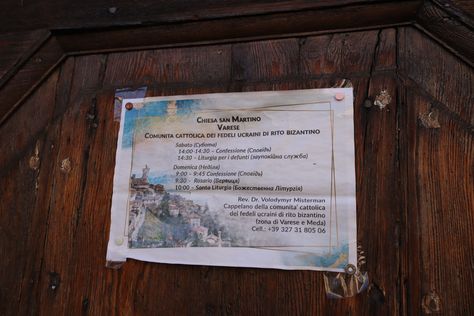 Chiesa san Martino
Varese
Comunita cattolica dei fedeli ucraini di rito bizantino
Sabato (Субота)
14:00-14:30 – Confessione (Сповідь)
14:30 – Liturgia per i defunti (заупокійна служба)
Domenica (Неділя)
9:00 – 9:45 Confessione (Сповідь)
9:30 – Rosario (Вервиця)
10:00 – Santa Liturgia (Божественна Літургія)
Rev. Dr. Volodymyr Misterman
Cappelano della comunita' cattolica
dei fedeli ucraini di rito bizantino
(zona di Varese e Meda)
Cell.: +39 327 31 805 06